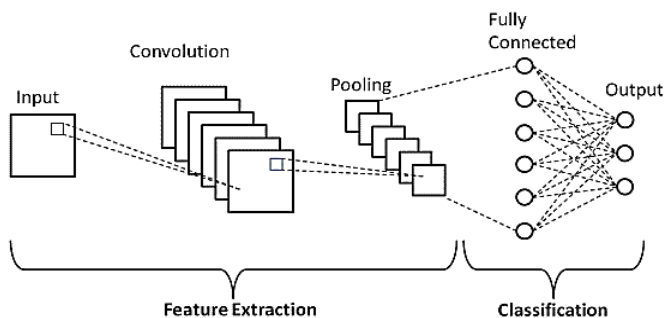 Input
Convolution
Pooling
Fully
Connected
Output
Feature Extraction
Classification